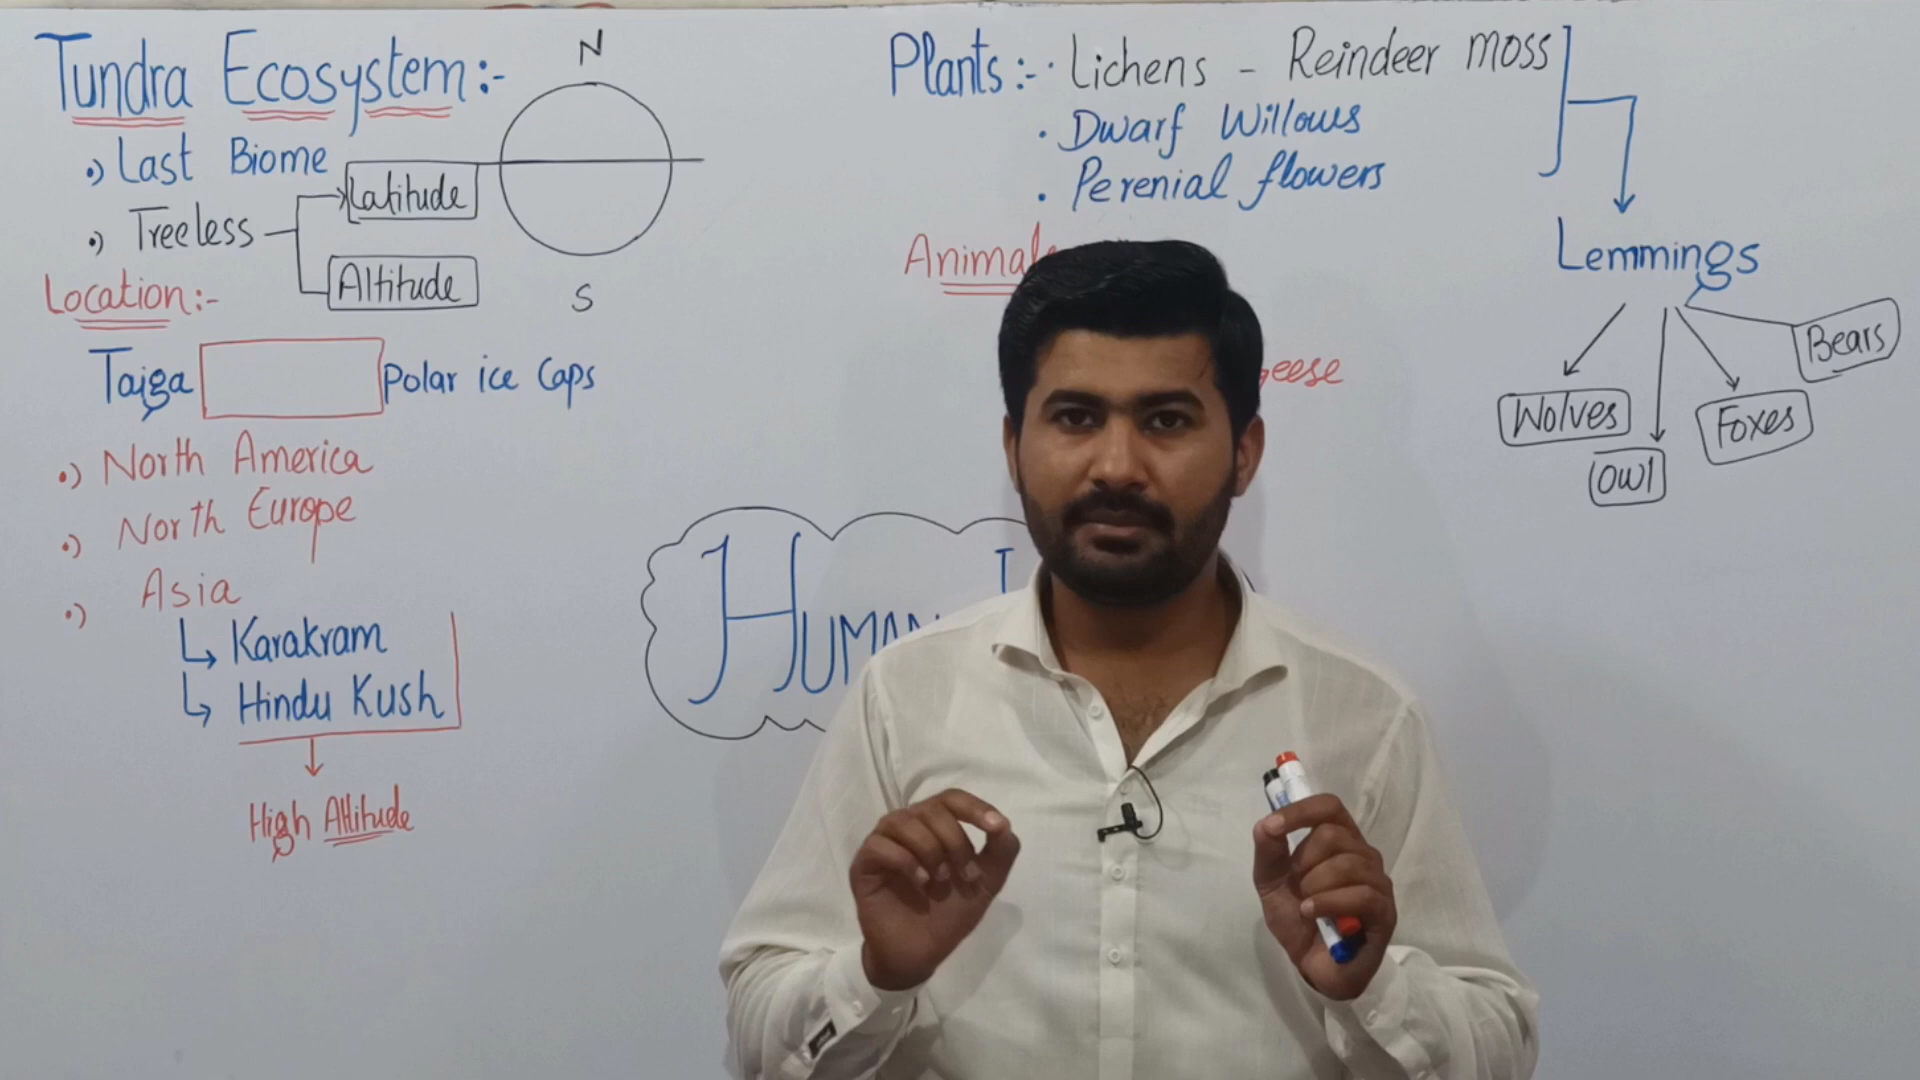 Tundra Ecosystem:-
•) Last Biome
•) Treeless
Latitude
Altitude
N
S
Location:-
Taiga
Polar ice Caps
•) North America
•) North Europe
•) Asia
Karakram
Hindu Kush
High Altitude
Plants:- • Lichens - Reindeer moss
• Dwarf Willows
• Perenial flowers
Lemmings
Wolves
Owl
Foxes
Bears
geese